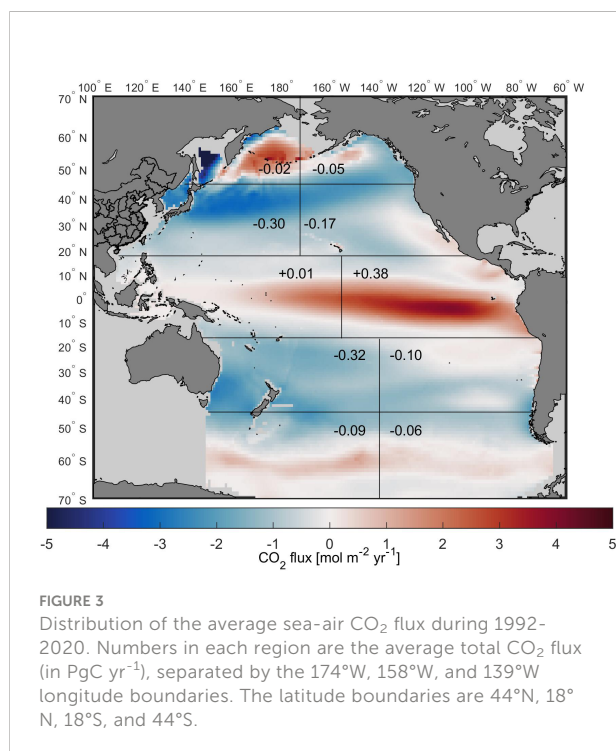 100° E 120° E 140° E 160° E 180° 160° W 140° W 120° W 100° W 80° W 60° W
70° N
60° N
-0.02 -0.05
50° N
40° N
-0.30 -0.17
30° N
20° N
+0.01 +0.38
10° N
0°
10° S
20° S
-0.32 -0.10
30° S
40° S
50° S
-0.09 -0.06
60° S
70° S
-5 -4 -3 -2 -1 0 1 2 3 4 5
CO₂ flux [mol m⁻² yr⁻¹]
FIGURE 3
Distribution of the average sea-air CO₂ flux during 1992-
2020. Numbers in each region are the average total CO₂ flux
(in PgC yr⁻¹), separated by the 174°W, 158°W, and 139°W
longitude boundaries. The latitude boundaries are 44°N, 18°
N, 18°S, and 44°S.